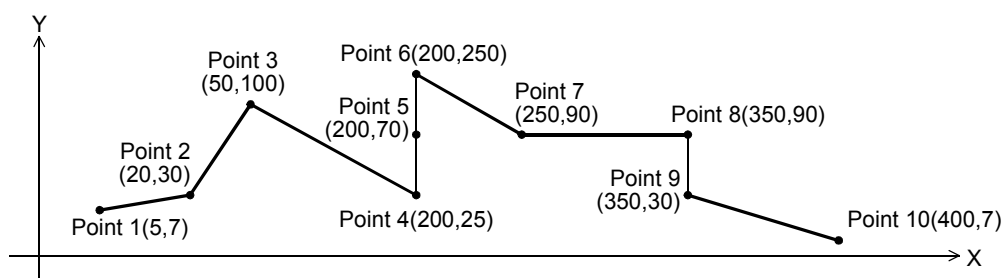 Y
Point 6(200,250)
Point 3
(50,100)
Point 7
(250,90)
Point 5
(200,70)
Point 8(350,90)
Point 2
(20,30)
Point 9
(350,30)
Point 1(5,7)
Point 4(200,25)
Point 10(400,7)
X